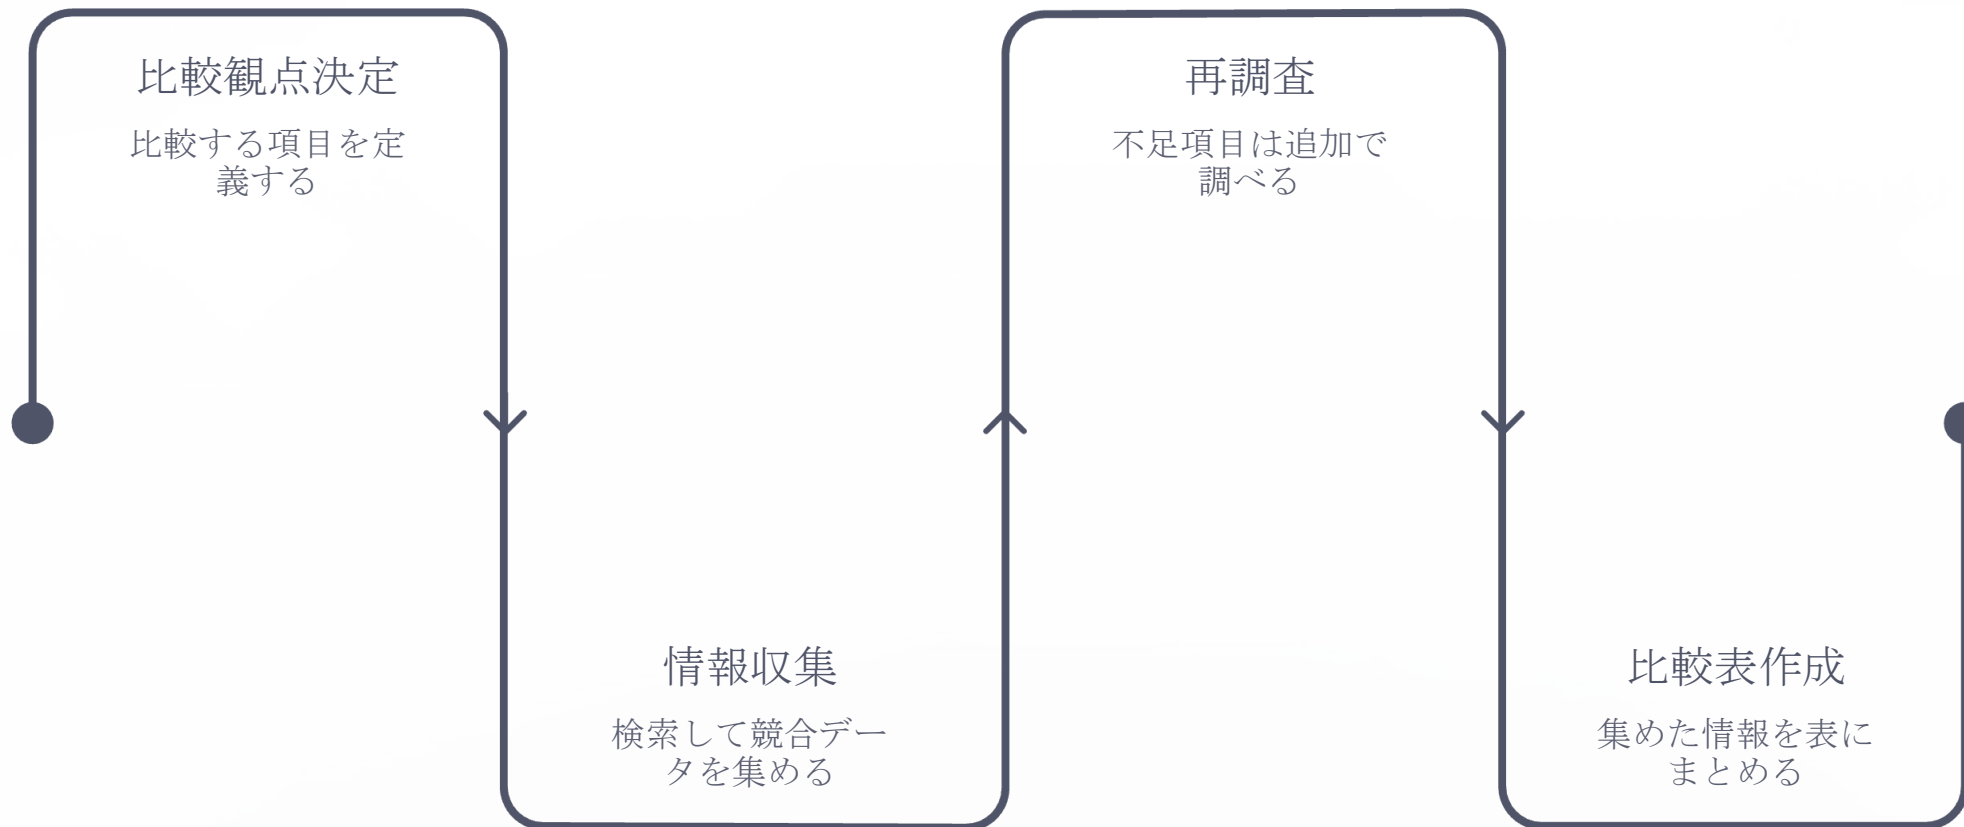 比較観点決定
比較する項目を定
義する
情報収集
検索して競合デー
タを集める
再調査
不足項目は追加で
調べる
比較表作成
集めた情報を表に
まとめる